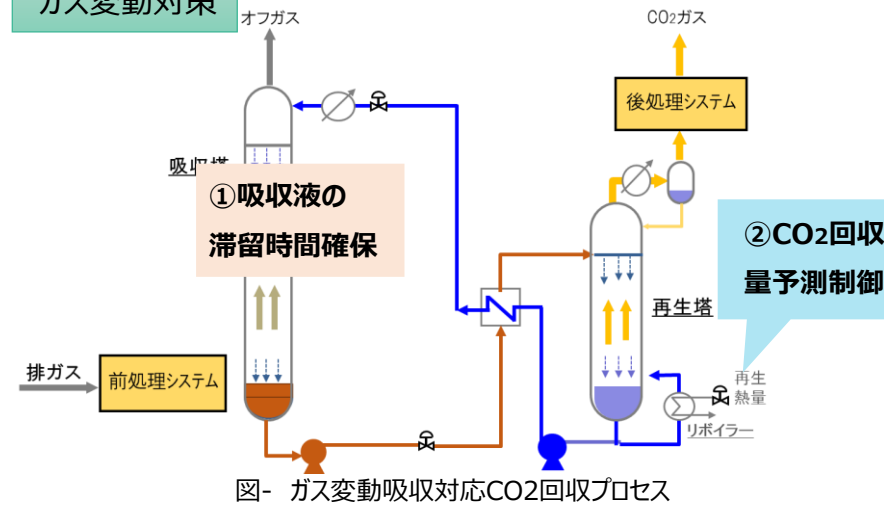 ガス変動対策
オフガス
CO2ガス
後処理システム
吸収塔
①吸収液の
滞留時間確保
②CO2回収
量予測制御
再生塔
排ガス
前処理システム
再生
熱量
リボイラー
図- ガス変動吸収対応CO2回収プロセス